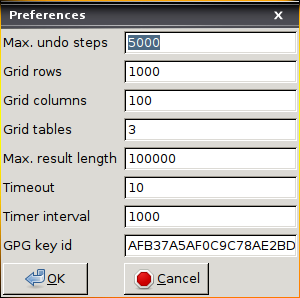 Preferences X
Max. undo steps 5000
Grid rows 1000
Grid columns 100
Grid tables 3
Max. result length 100000
Timeout 10
Timer interval 1000
GPG key id AFB37A5AF0C9C78AE2BD
OK Cancel